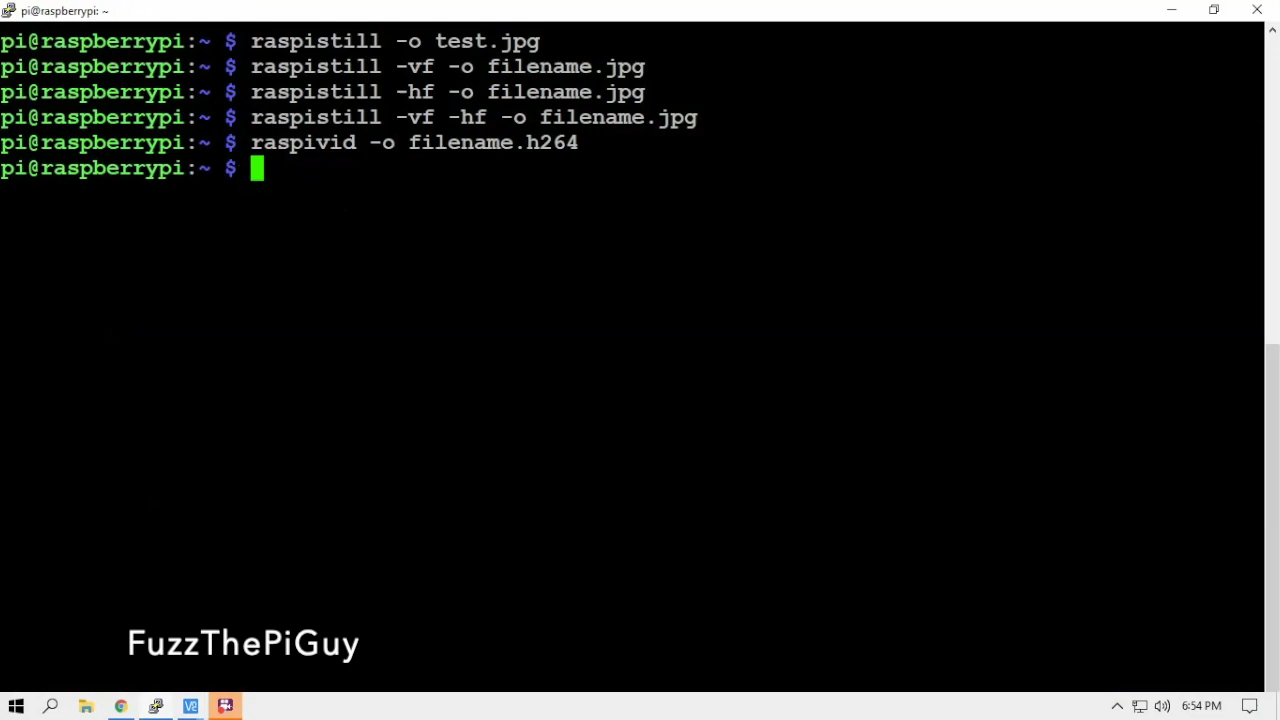 pi@raspberrypi: ~
pi@raspberrypi:~ $ raspistill -o test.jpg
pi@raspberrypi:~ $ raspistill -vf -o filename.jpg
pi@raspberrypi:~ $ raspistill -hf -o filename.jpg
pi@raspberrypi:~ $ raspistill -vf -hf -o filename.jpg
pi@raspberrypi:~ $ raspivid -o filename.h264
pi@raspberrypi:~ $
FuzzThePiGuy
6:54 PM